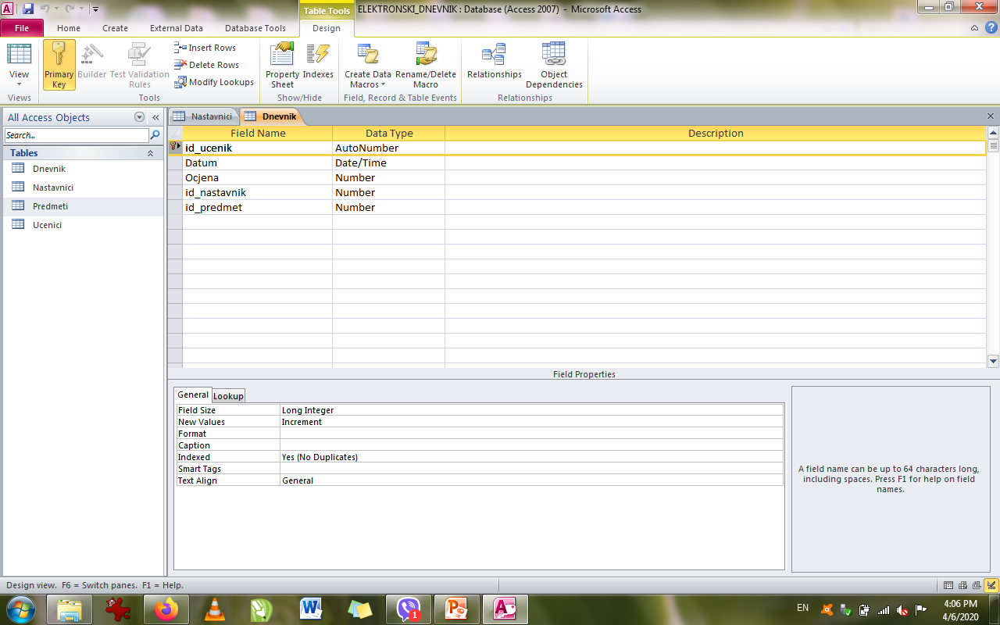 ELEKTRONSKI_DNEVNIK : Database (Access 2007) - Microsoft Access
Table Tools
File Home Create External Data Database Tools Design
View
Primary Key
Builder
Test Validation Rules
Insert Rows
Delete Rows
Modify Lookups
Property Sheet
Indexes
Create Data Macros
Rename/Delete Macro
Relationships
Object Dependencies
Views Tools Show/Hide Field, Record & Table Events Relationships
All Access Objects
Search...
Tables
Dnevnik
Nastavnici
Predmeti
Ucenici
Nastavnici Dnevnik
Field Name Data Type Description
id_ucenik AutoNumber
Datum Date/Time
Ocjena Number
id_nastavnik Number
id_predmet Number
Field Properties
General Lookup
Field Size Long Integer
New Values Increment
Format
Caption
Indexed Yes (No Duplicates)
Smart Tags
Text Align General
A field name can be up to 64 characters long,
including spaces. Press F1 for help on field
names.
Design view. F6 = Switch panes. F1 = Help.
1
EN
4:06 PM
4/6/2020